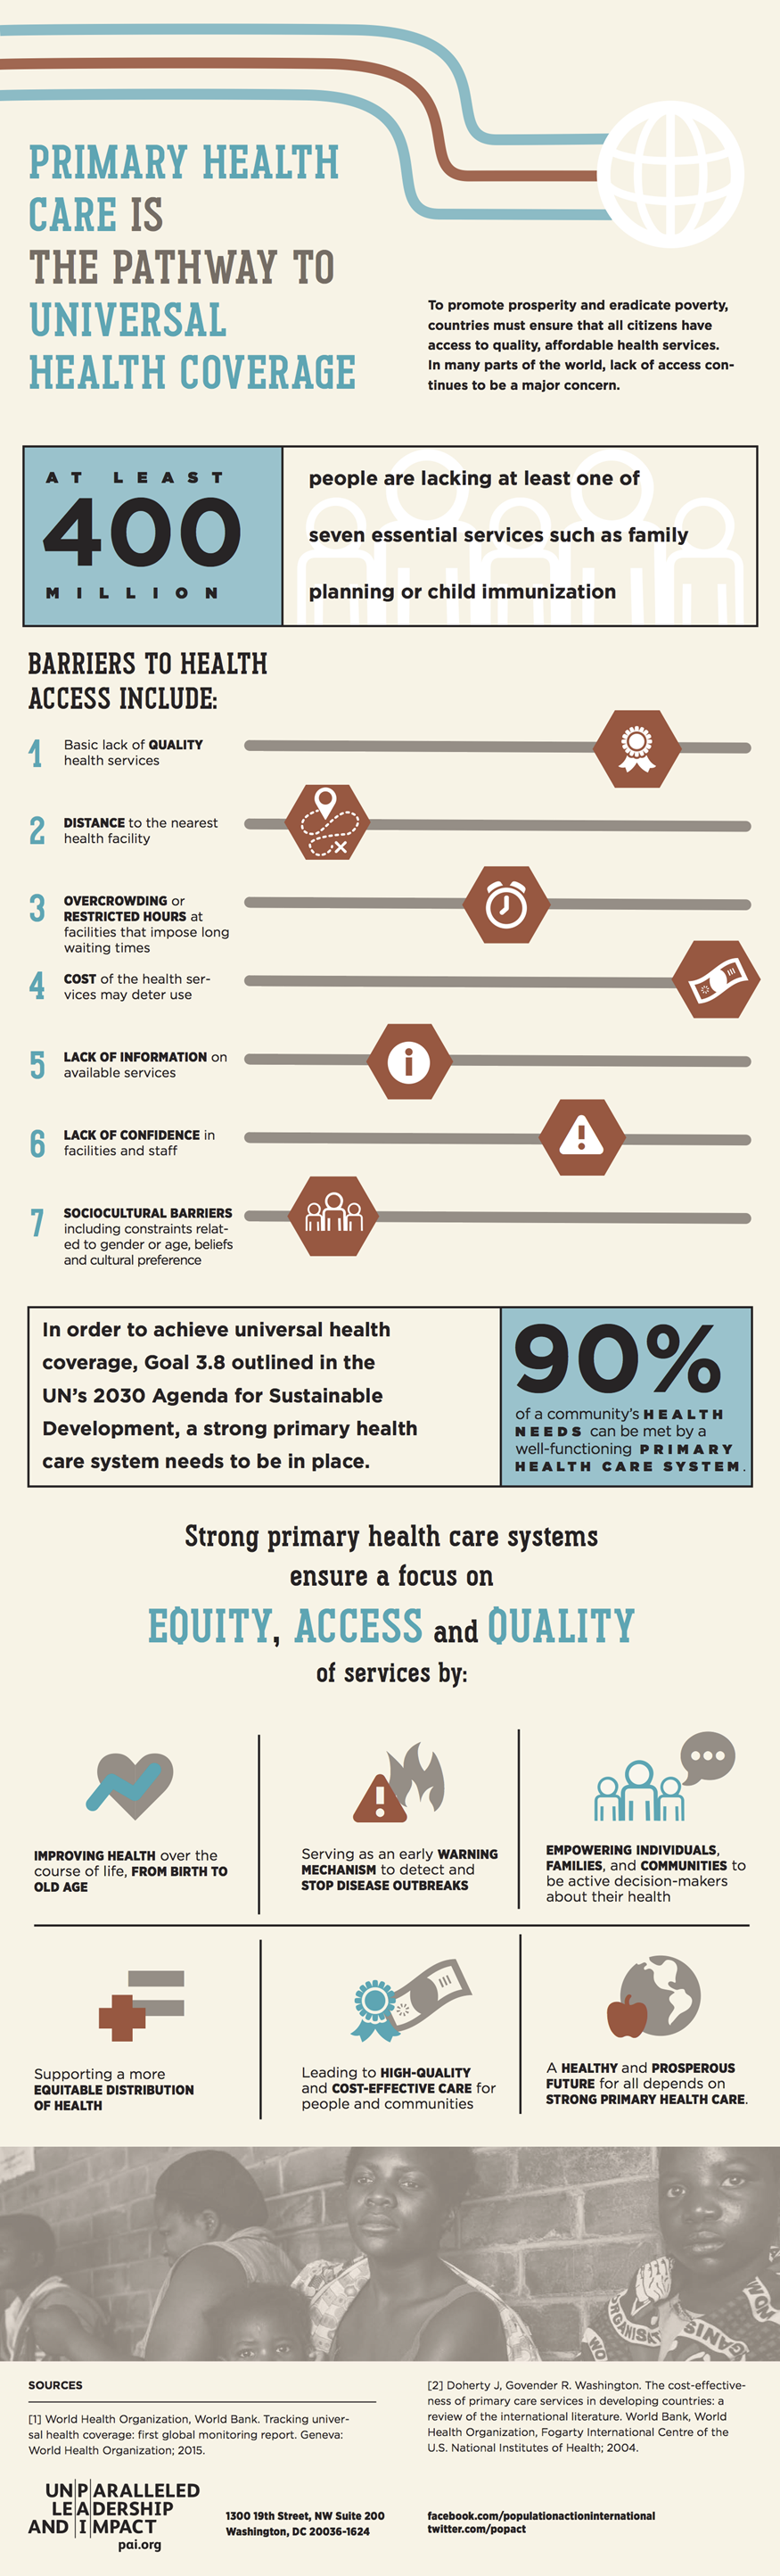 PRIMARY HEALTH
CARE IS
THE PATHWAY TO
UNIVERSAL
HEALTH COVERAGE
To promote prosperity and eradicate poverty,
countries must ensure that all citizens have
access to quality, affordable health services.
In many parts of the world, lack of access con-
tinues to be a major concern.
AT LEAST
400
MILLION
people are lacking at least one of
seven essential services such as family
planning or child immunization
BARRIERS TO HEALTH
ACCESS INCLUDE:
1 Basic lack of QUALITY
health services
2 DISTANCE to the nearest
health facility
3 OVERCROWDING or
RESTRICTED HOURS at
facilities that impose long
waiting times
4 COST of the health ser-
vices may deter use
5 LACK OF INFORMATION on
available services
6 LACK OF CONFIDENCE in
facilities and staff
7 SOCIOCULTURAL BARRIERS
including constraints relat-
ed to gender or age, beliefs
and cultural preference
In order to achieve universal health
coverage, Goal 3.8 outlined in the
UN's 2030 Agenda for Sustainable
Development, a strong primary health
care system needs to be in place.
90%
of a community's HEALTH
NEEDS can be met by a
well-functioning PRIMARY
HEALTH CARE SYSTEM.
Strong primary health care systems
ensure a focus on
EQUITY, ACCESS and QUALITY
of services by:
IMPROVING HEALTH over the
course of life, FROM BIRTH TO
OLD AGE
Serving as an early WARNING
MECHANISM to detect and
STOP DISEASE OUTBREAKS
EMPOWERING INDIVIDUALS,
FAMILIES, and COMMUNITIES to
be active decision-makers
about their health
Supporting a more
EQUITABLE DISTRIBUTION
OF HEALTH
Leading to HIGH-QUALITY
and COST-EFFECTIVE CARE for
people and communities
A HEALTHY and PROSPEROUS
FUTURE for all depends on
STRONG PRIMARY HEALTH CARE.
SOURCES
[1] World Health Organization, World Bank. Tracking univer-
sal health coverage: first global monitoring report. Geneva:
World Health Organization; 2015.
[2] Doherty J, Govender R. Washington. The cost-effective-
ness of primary care services in developing countries: a
review of the international literature. World Bank, World
Health Organization, Fogarty International Centre of the
U.S. National Institutes of Health; 2004.
UNPARALLELED
LEADERSHIP
AND IMPACT
pai.org
1300 19th Street, NW Suite 200
Washington, DC 20036-1624
facebook.com/populationactioninternational
twitter.com/popact